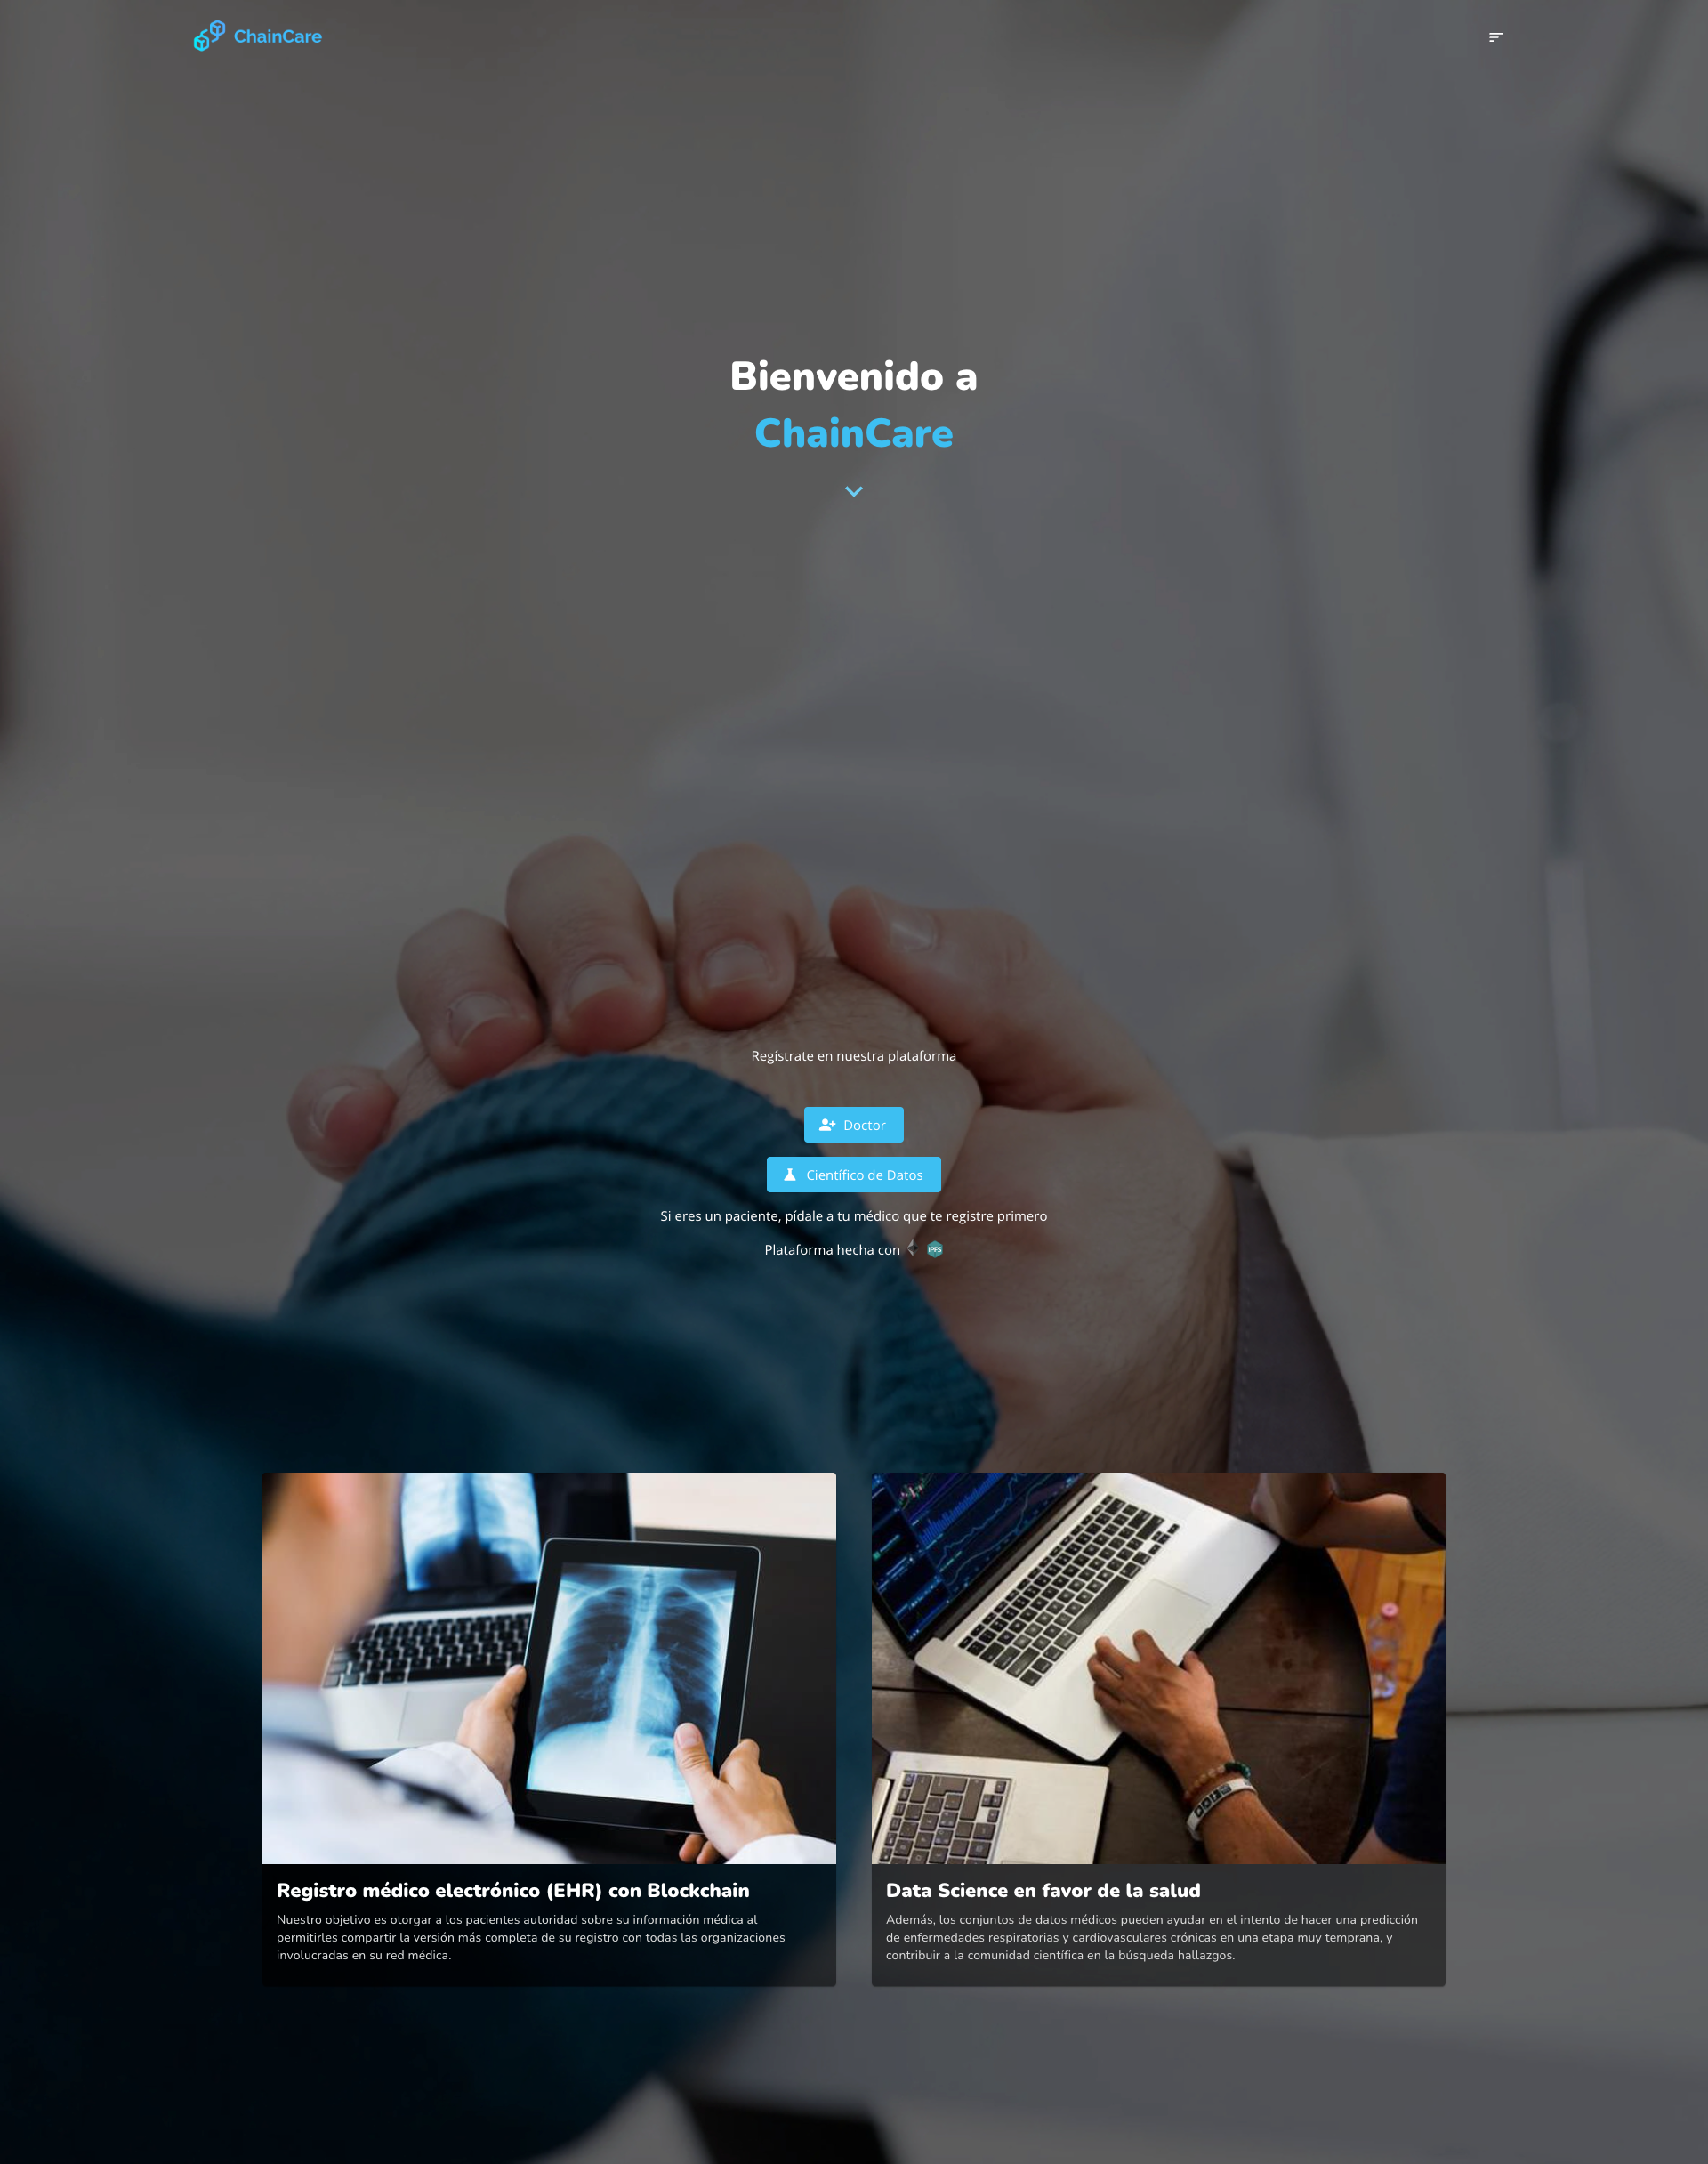 ChainCare
Bienvenido a
ChainCare
Regístrate en nuestra plataforma
Doctor
Científico de Datos
Si eres un paciente, pídale a tu médico que te registre primero
Plataforma hecha con
IPFS
Registro médico electrónico (EHR) con Blockchain
Nuestro objetivo es otorgar a los pacientes autoridad sobre su información médica al
permitirles compartir la versión más completa de su registro con todas las organizaciones
involucradas en su red médica.
Data Science en favor de la salud
Además, los conjuntos de datos médicos pueden ayudar en el intento de hacer una predicción
de enfermedades respiratorias y cardiovasculares crónicas en una etapa muy temprana, y
contribuir a la comunidad científica en la búsqueda hallazgos.